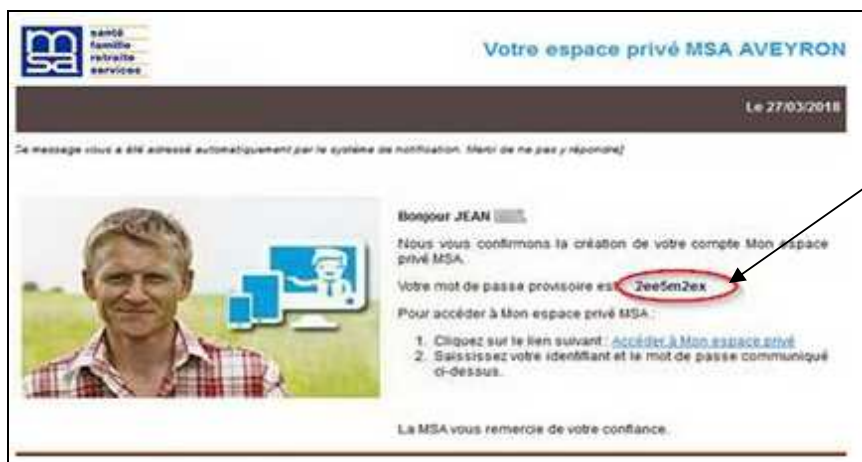 msa
santé
famille
retraite
services
Votre espace privé MSA AVEYRON
Le 27/03/2018
Ce message vous a été adressé automatiquement par le système de notification. Merci de ne pas y répondre]
Bonjour JEAN
Nous vous confirmons la création de votre compte Mon espace
privé MSA.
Votre mot de passe provisoire est 2ee5m2ex
Pour accéder à Mon espace privé MSA :
1. Cliquez sur le lien suivant : Accéder à Mon espace privé
2. Saisissez votre identifiant et le mot de passe communiqué
ci-dessus.
La MSA vous remercie de votre confiance.